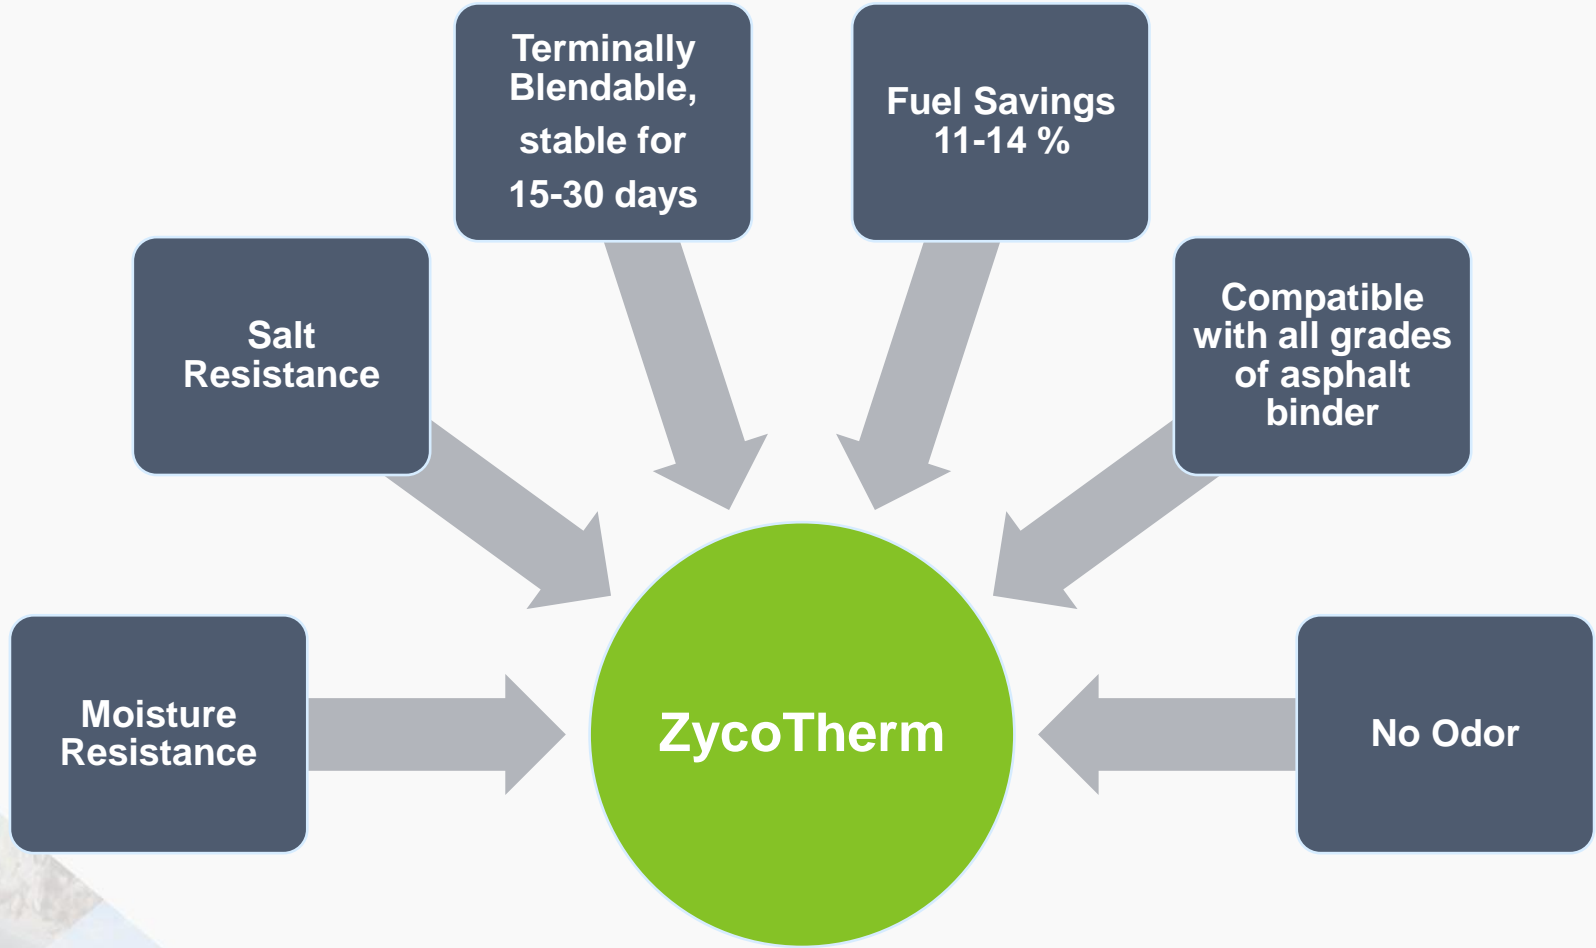 Terminally
Blendable,
stable for
15-30 days
Fuel Savings
11-14 %
Salt
Resistance
Compatible
with all grades
of asphalt
binder
Moisture
Resistance
ZycoTherm
No Odor